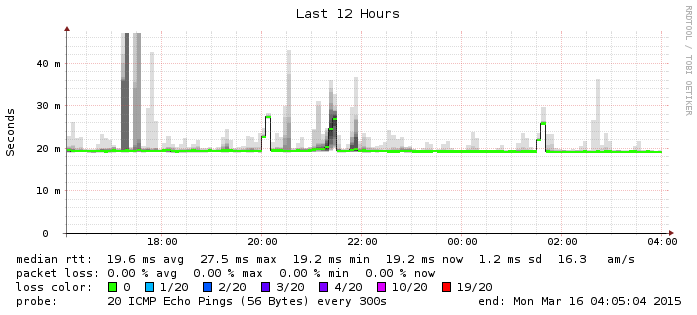 Last 12 Hours
RRDTOOL / TOBI OETIKER
Seconds
40 m
30 m
20 m
10 m
0
18:00 20:00 22:00 00:00 02:00 04:00
median rtt: 19.6 ms avg 27.5 ms max 19.2 ms min 19.2 ms now 1.2 ms sd 16.3 am/s
packet loss: 0.00 % avg 0.00 % max 0.00 % min 0.00 % now
loss color: 0 1/20 2/20 3/20 4/20 10/20 19/20
probe: 20 ICMP Echo Pings (56 Bytes) every 300s end: Mon Mar 16 04:05:04 2015